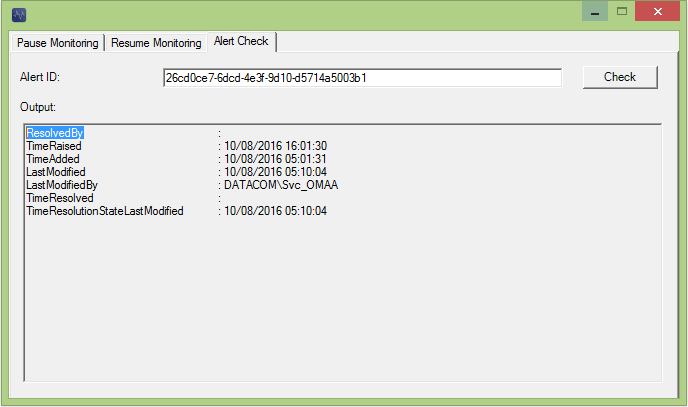 Pause Monitoring Resume Monitoring Alert Check
Alert ID: 26cd0ce7-6dcd-4e3f-9d10-d5714a5003b1 Check
Output:
ResolvedBy :
TimeRaised : 10/08/2016 16:01:30
TimeAdded : 10/08/2016 05:01:31
LastModified : 10/08/2016 05:10:04
LastModifiedBy : DATACOM\Svc_OMAA
TimeResolved :
TimeResolutionStateLastModified : 10/08/2016 05:10:04